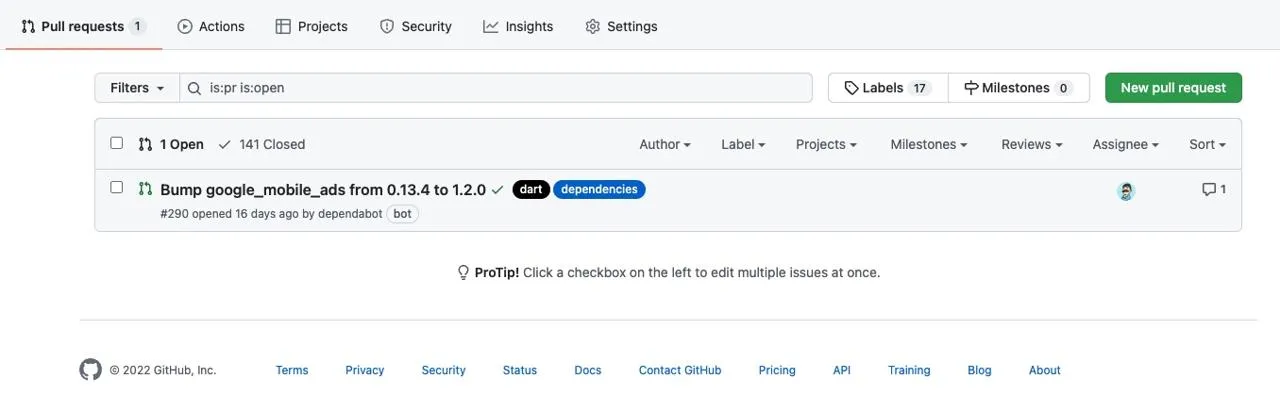 Pull requests 1 Actions Projects Security Insights Settings
Filters is:pr is:open Labels 17 Milestones 0 New pull request
1 Open 141 Closed Author Label Projects Milestones Reviews Assignee Sort
Bump google_mobile_ads from 0.13.4 to 1.2.0 dart dependencies 1
#290 opened 16 days ago by dependabot bot
ProTip! Click a checkbox on the left to edit multiple issues at once.
© 2022 GitHub, Inc. Terms Privacy Security Status Docs Contact GitHub Pricing API Training Blog About